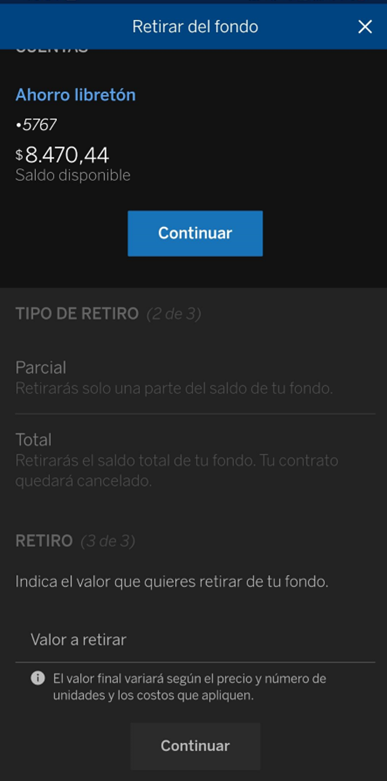 Retirar del fondo
CUENTAS
Ahorro libretón
•5767
$8.470,44
Saldo disponible
Continuar
TIPO DE RETIRO (2 de 3)
Parcial
Retirarás solo una parte del saldo de tu fondo.
Total
Retirarás el saldo total de tu fondo. Tu contrato
quedará cancelado.
RETIRO (3 de 3)
Indica el valor que quieres retirar de tu fondo.
Valor a retirar
El valor final variará según el precio y número de
unidades y los costos que apliquen.
Continuar